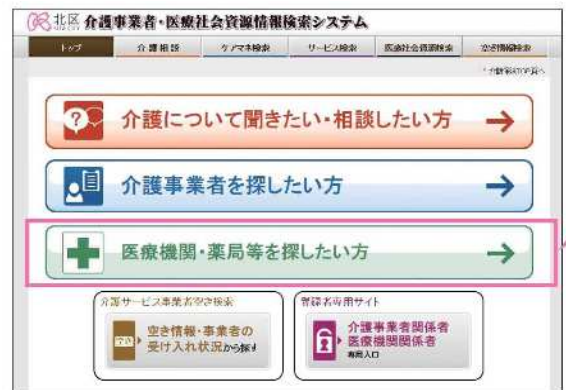 北区 介護事業者・医療社会資源情報検索システム
トップ 介護相談 ケアマネ検索 サービス検索 医療社会資源検索 空き情報検索
介護について聞きたい・相談したい方
介護事業者を探したい方
医療機関・薬局等を探したい方
介護サービス事業者空き検索
空き情報・事業者の
受け入れ状況から探す
登録者専用サイト
介護事業者関係者
医療機関関係者
専用入口